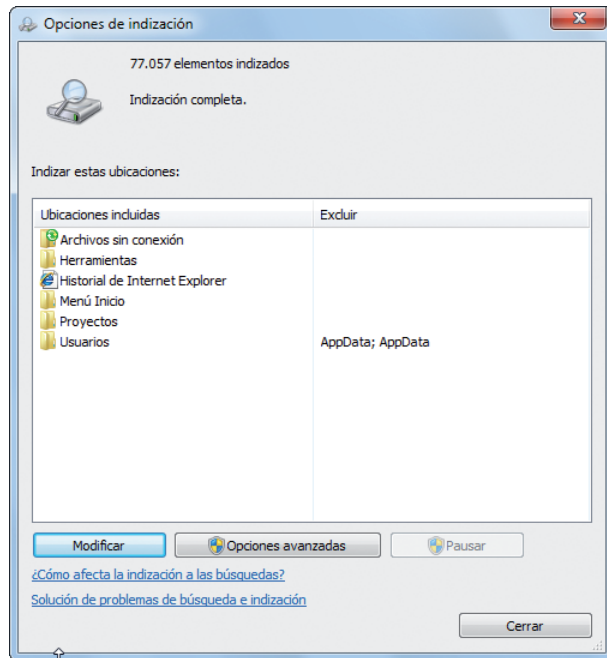 Opciones de indización
77.057 elementos indizados
Indización completa.
Indizar estas ubicaciones:
Ubicaciones incluidas Excluir
Archivos sin conexión
Herramientas
Historial de Internet Explorer
Menú Inicio
Proyectos
Usuarios AppData; AppData
Modificar Opciones avanzadas Pausar
¿Cómo afecta la indización a las búsquedas?
Solución de problemas de búsqueda e indización
Cerrar